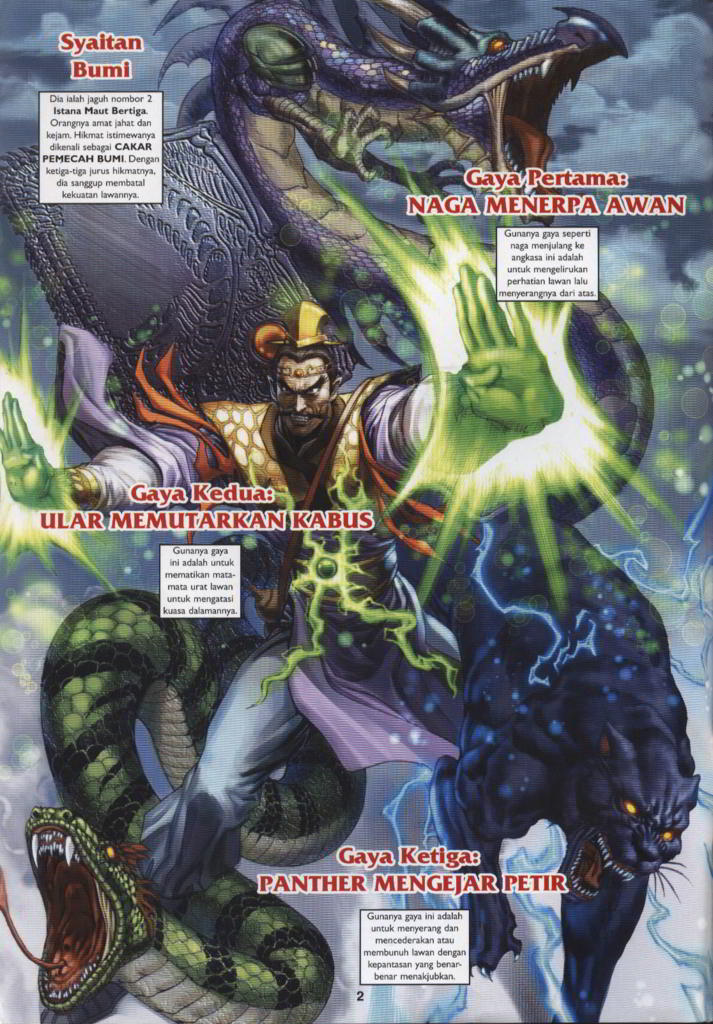 Syaitan
Bumi
Dia ialah jaguh nombor 2
Istana Maut Bertiga.
Orangnya amat jahat dan
kejam. Hikmat istimewanya
dikenali sebagai CAKAR
PEMECAH BUMI. Dengan
ketiga-tiga jurus hikmatnya,
dia sanggup membatal
kekuatan lawannya.
Gaya Pertama:
NAGA MENERPA AWAN
Gunanya gaya seperti
naga menjulang ke
angkasa ini adalah
untuk mengelirukan
perhatian lawan lalu
menyerangnya dari atas.
Gaya Kedua:
ULAR MEMUTARKAN KABUS
Gunanya gaya
ini adalah untuk
mematikan mata-
mata urat lawan
untuk mengatasi
kuasa dalamannya.
Gaya Ketiga:
PANTHER MENGEJAR PETIR
Gunanya gaya ini adalah
untuk menyerang dan
mencederakan atau
membunuh lawan dengan
kepantasan yang benar-
benar menakjubkan.
2